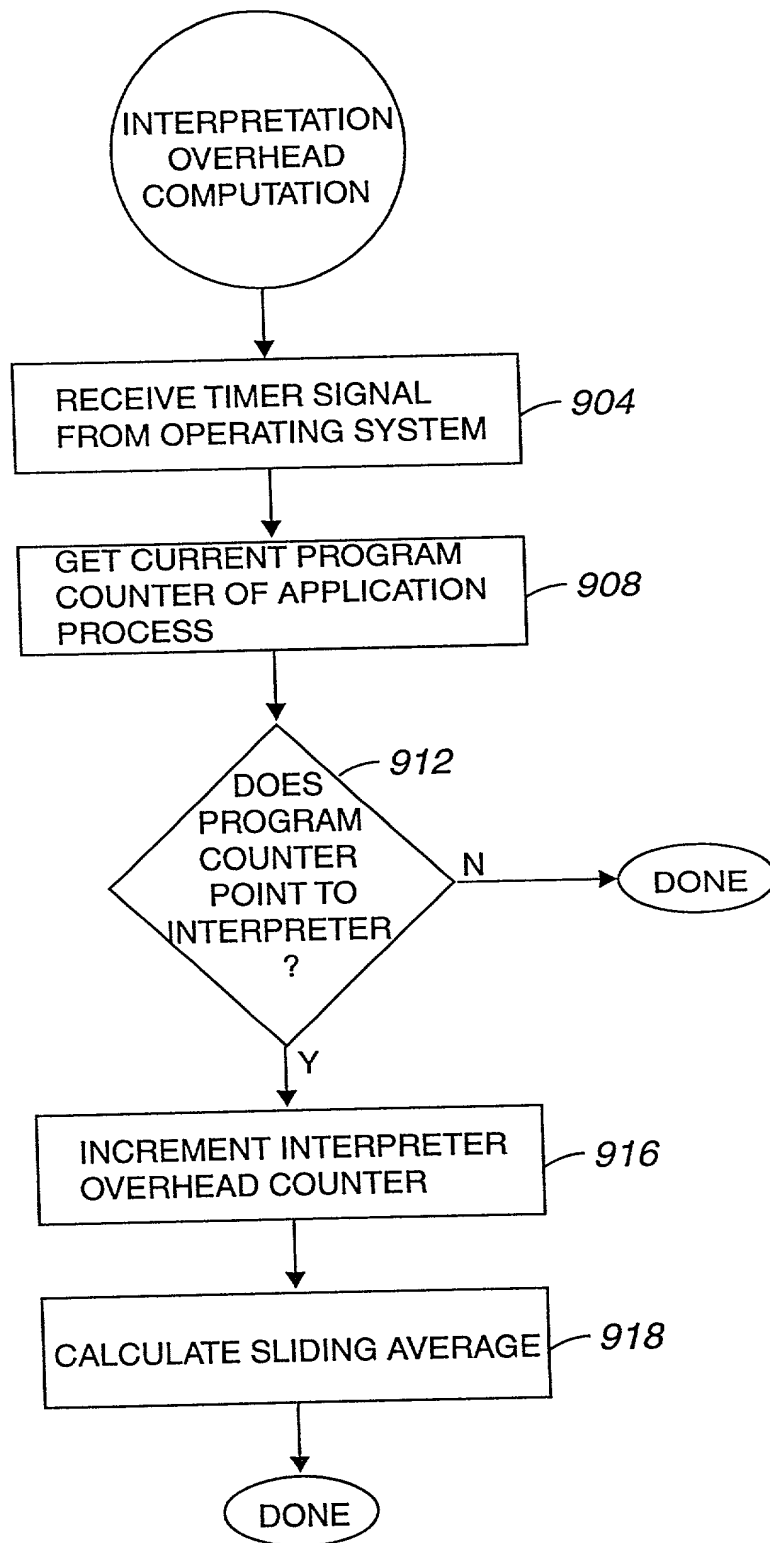 INTERPRETATION
OVERHEAD
COMPUTATION
RECEIVE TIMER SIGNAL
FROM OPERATING SYSTEM
904
GET CURRENT PROGRAM
COUNTER OF APPLICATION
PROCESS
908
912
DOES
PROGRAM
COUNTER
POINT TO
INTERPRETER
?
N
DONE
Y
INCREMENT INTERPRETER
OVERHEAD COUNTER
916
CALCULATE SLIDING AVERAGE
918
DONE